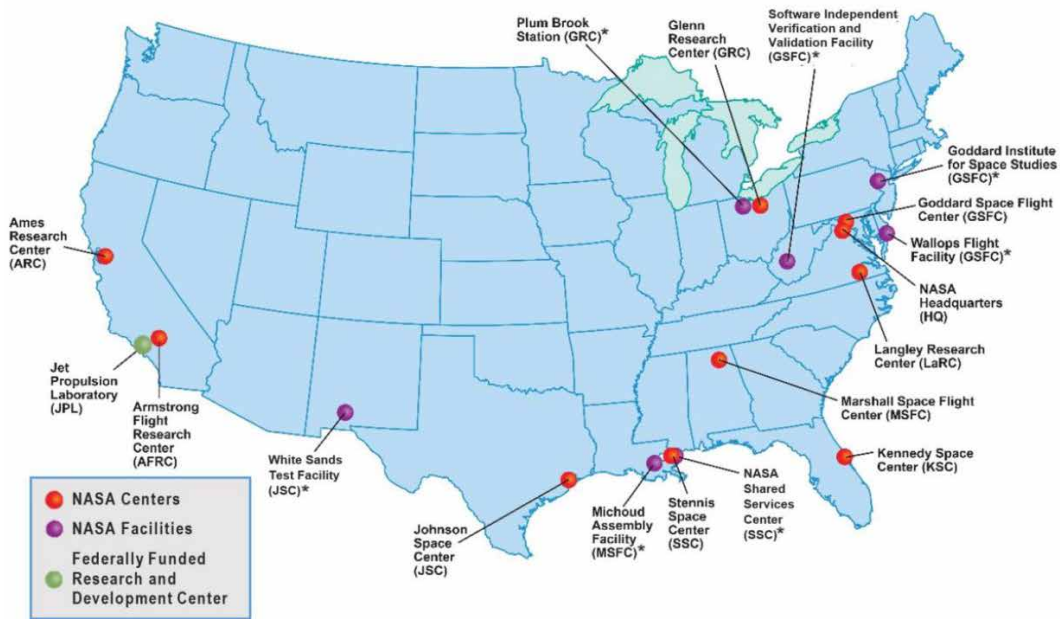 Plum Brook
Station (GRC)*
Glenn
Research
Center (GRC)
Software Independent
Verification and
Validation Facility
(GSFC)*
Goddard Institute
for Space Studies
(GSFC)*
Goddard Space Flight
Center (GSFC)
Wallops Flight
Facility (GSFC)*
NASA
Headquarters
(HQ)
Langley Research
Center (LaRC)
Marshall Space Flight
Center (MSFC)
Kennedy Space
Center (KSC)
Ames
Research
Center
(ARC)
Jet
Propulsion
Laboratory
(JPL)
Armstrong
Flight
Research
Center
(AFRC)
White Sands
Test Facility
(JSC)*
Johnson
Space
Center
(JSC)
Michoud
Assembly
Facility
(MSFC)*
Stennis
Space
Center
(SSC)
NASA
Shared
Services
Center
(SSC)*
NASA Centers
NASA Facilities
Federally Funded
Research and
Development Center